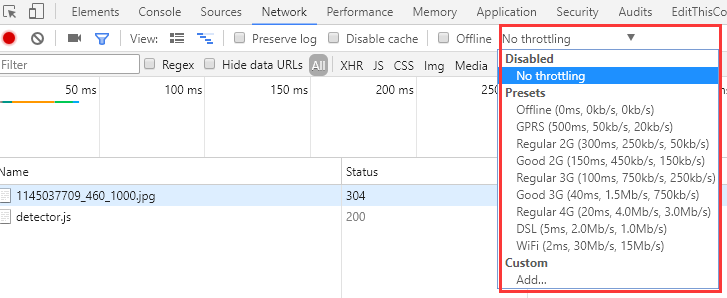 Elements Console Sources Network Performance Memory Application Security Audits EditThisCo
View: Preserve log Disable cache Offline No throttling
Filter Regex Hide data URLs All XHR JS CSS Img Media
Disabled
No throttling
Presets
Offline (0ms, 0kb/s, 0kb/s)
GPRS (500ms, 50kb/s, 20kb/s)
Regular 2G (300ms, 250kb/s, 50kb/s)
Good 2G (150ms, 450kb/s, 150kb/s)
Regular 3G (100ms, 750kb/s, 250kb/s)
Good 3G (40ms, 1.5Mb/s, 750kb/s)
Regular 4G (20ms, 4.0Mb/s, 3.0Mb/s)
DSL (5ms, 2.0Mb/s, 1.0Mb/s)
WiFi (2ms, 30Mb/s, 15Mb/s)
Custom
Add...
50 ms 100 ms 150 ms 200 ms 250
Name Status
1145037709_460_1000.jpg 304
detector.js 200